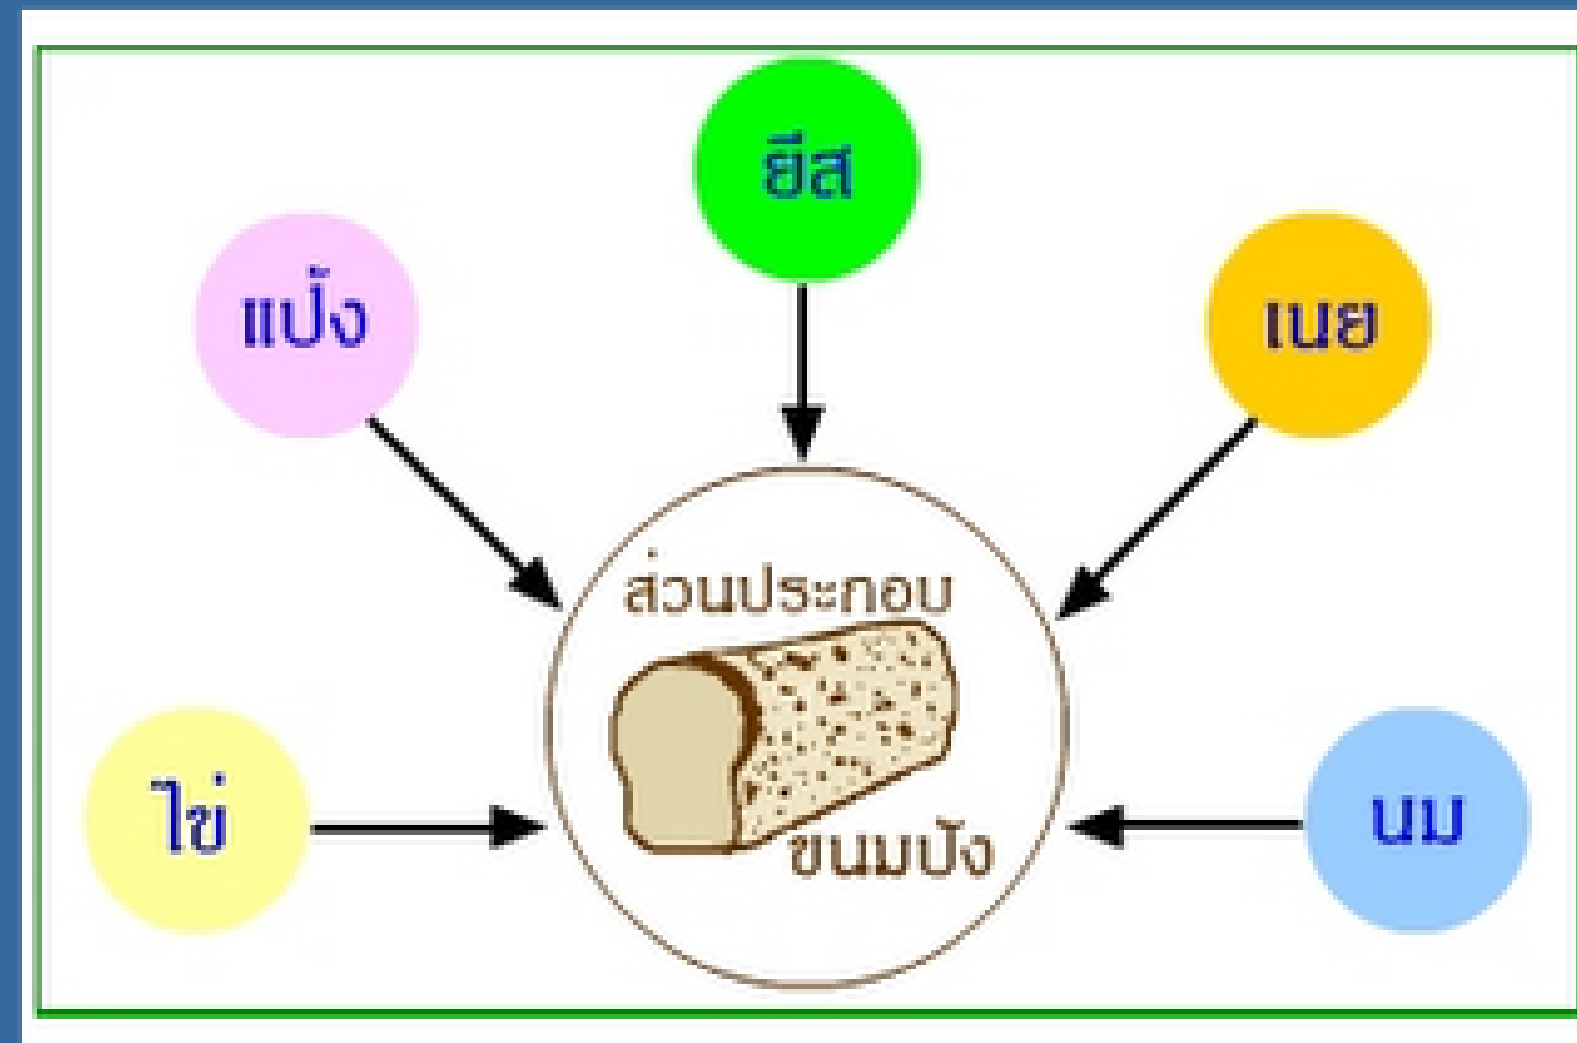 ยีส
แป้ง
เนย
ส่วนประกอบ
ขนมปัง
ไข่
นม